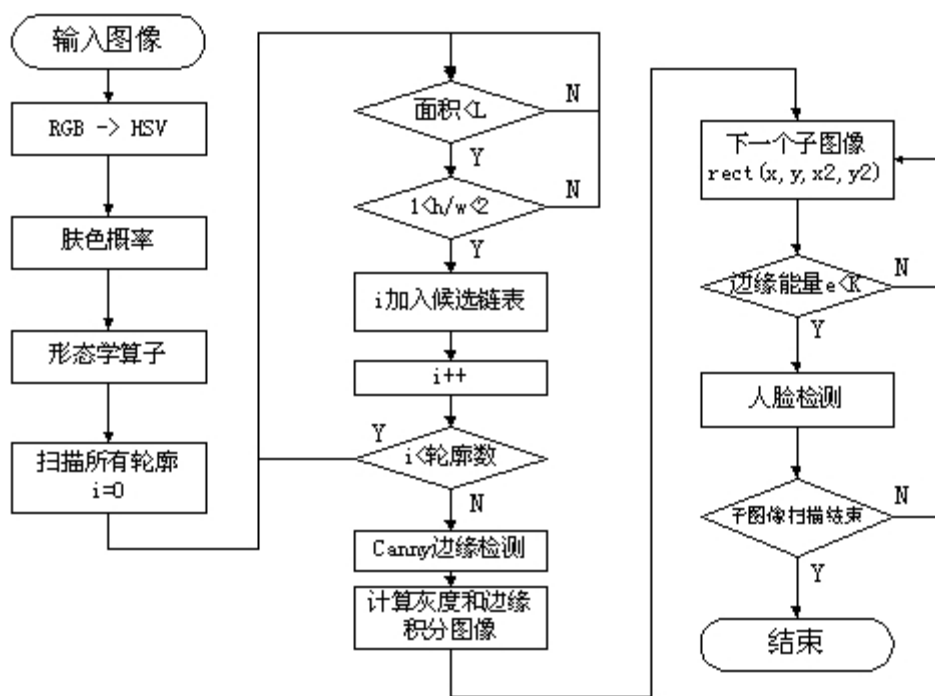 输入图像
RGB -> HSV
肤色概率
形态学算子
扫描所有轮廓
i=0
面积<L
N
Y
1<h/w<2
N
Y
i加入候选链表
i++
Y
i<轮廓数
N
Canny边缘检测
计算灰度和边缘
积分图像
下一个子图像
rect(x,y,x2,y2)
边缘能量e<K
N
Y
人脸检测
子图像扫描结束
N
Y
结束